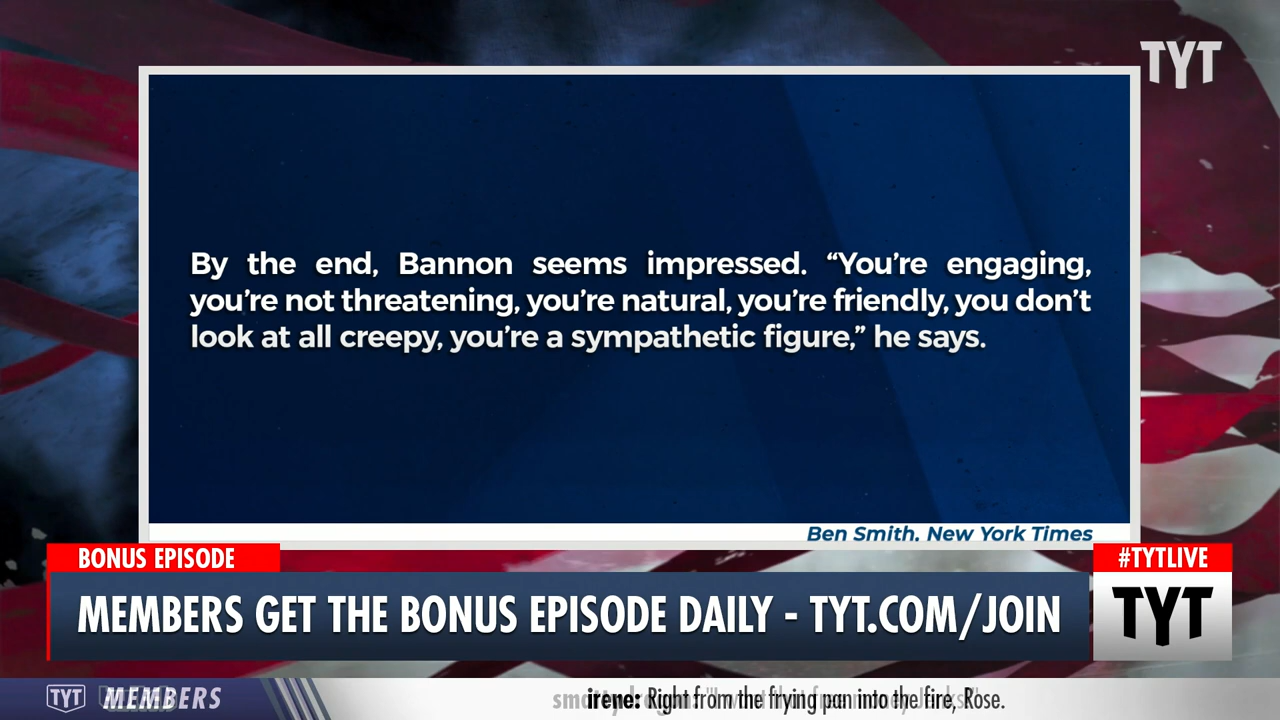 TYT
By the end, Bannon seems impressed. “You’re engaging,
you’re not threatening, you’re natural, you’re friendly, you don’t
look at all creepy, you’re a sympathetic figure,” he says.
Ben Smith, New York Times
BONUS EPISODE
#TYTLIVE
MEMBERS GET THE BONUS EPISODE DAILY - TYT.COM/JOIN
TYT
TYT MEMBERS
irene: Right from the frying pan into the fire, Rose.